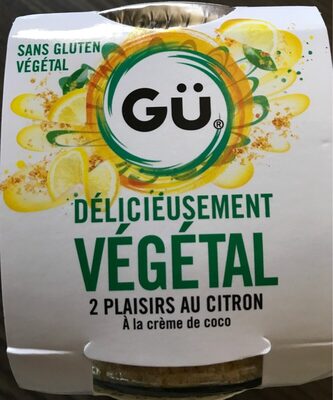 SANS GLUTEN
VÉGÉTAL
GÜ®
DÉLICIEUSEMENT
VÉGÉTAL
2 PLAISIRS AU CITRON
À la crème de coco